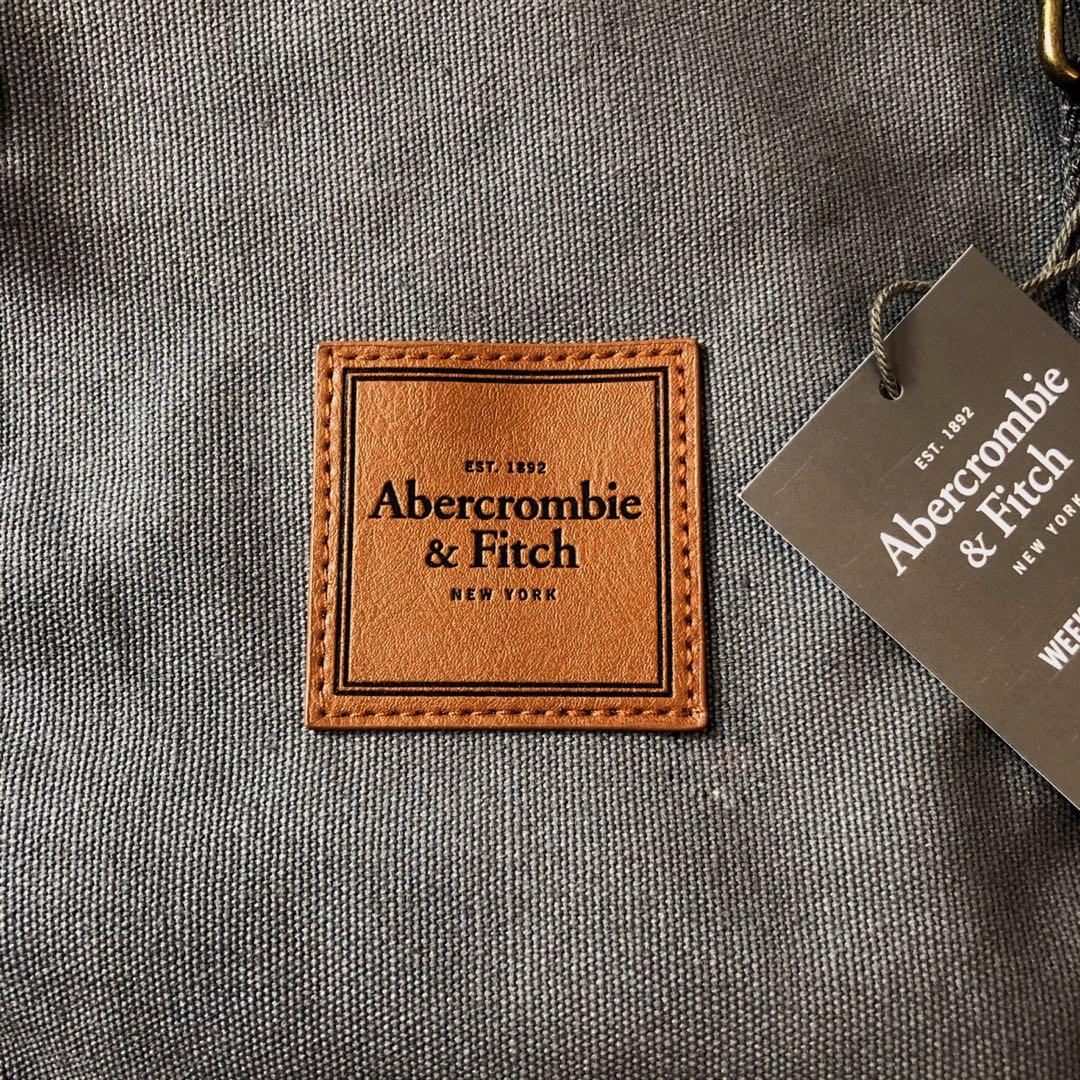 EST. 1892
Abercrombie
& Fitch
NEW YORK
EST. 1892
Abercrombie
& Fitch
NEW YORK